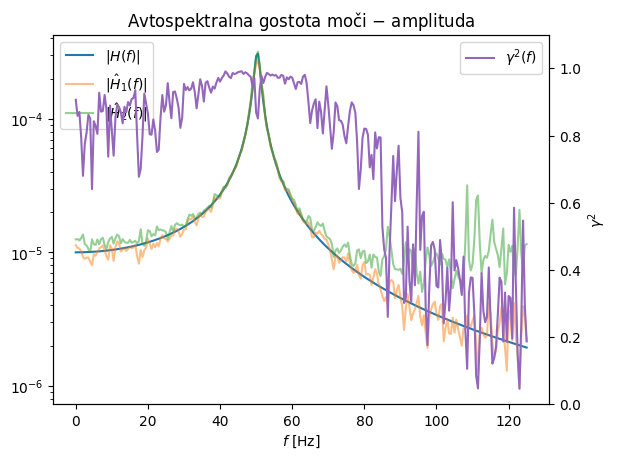 Avtospektralna gostota moči − amplituda
|H(f)|
|Ĥ₁(f)|
|Ĥ₂(f)|
γ²(f)
10⁻⁴
10⁻⁵
10⁻⁶
1.0
0.8
0.6
0.4
0.2
0.0
γ²
0 20 40 60 80 100 120
f [Hz]